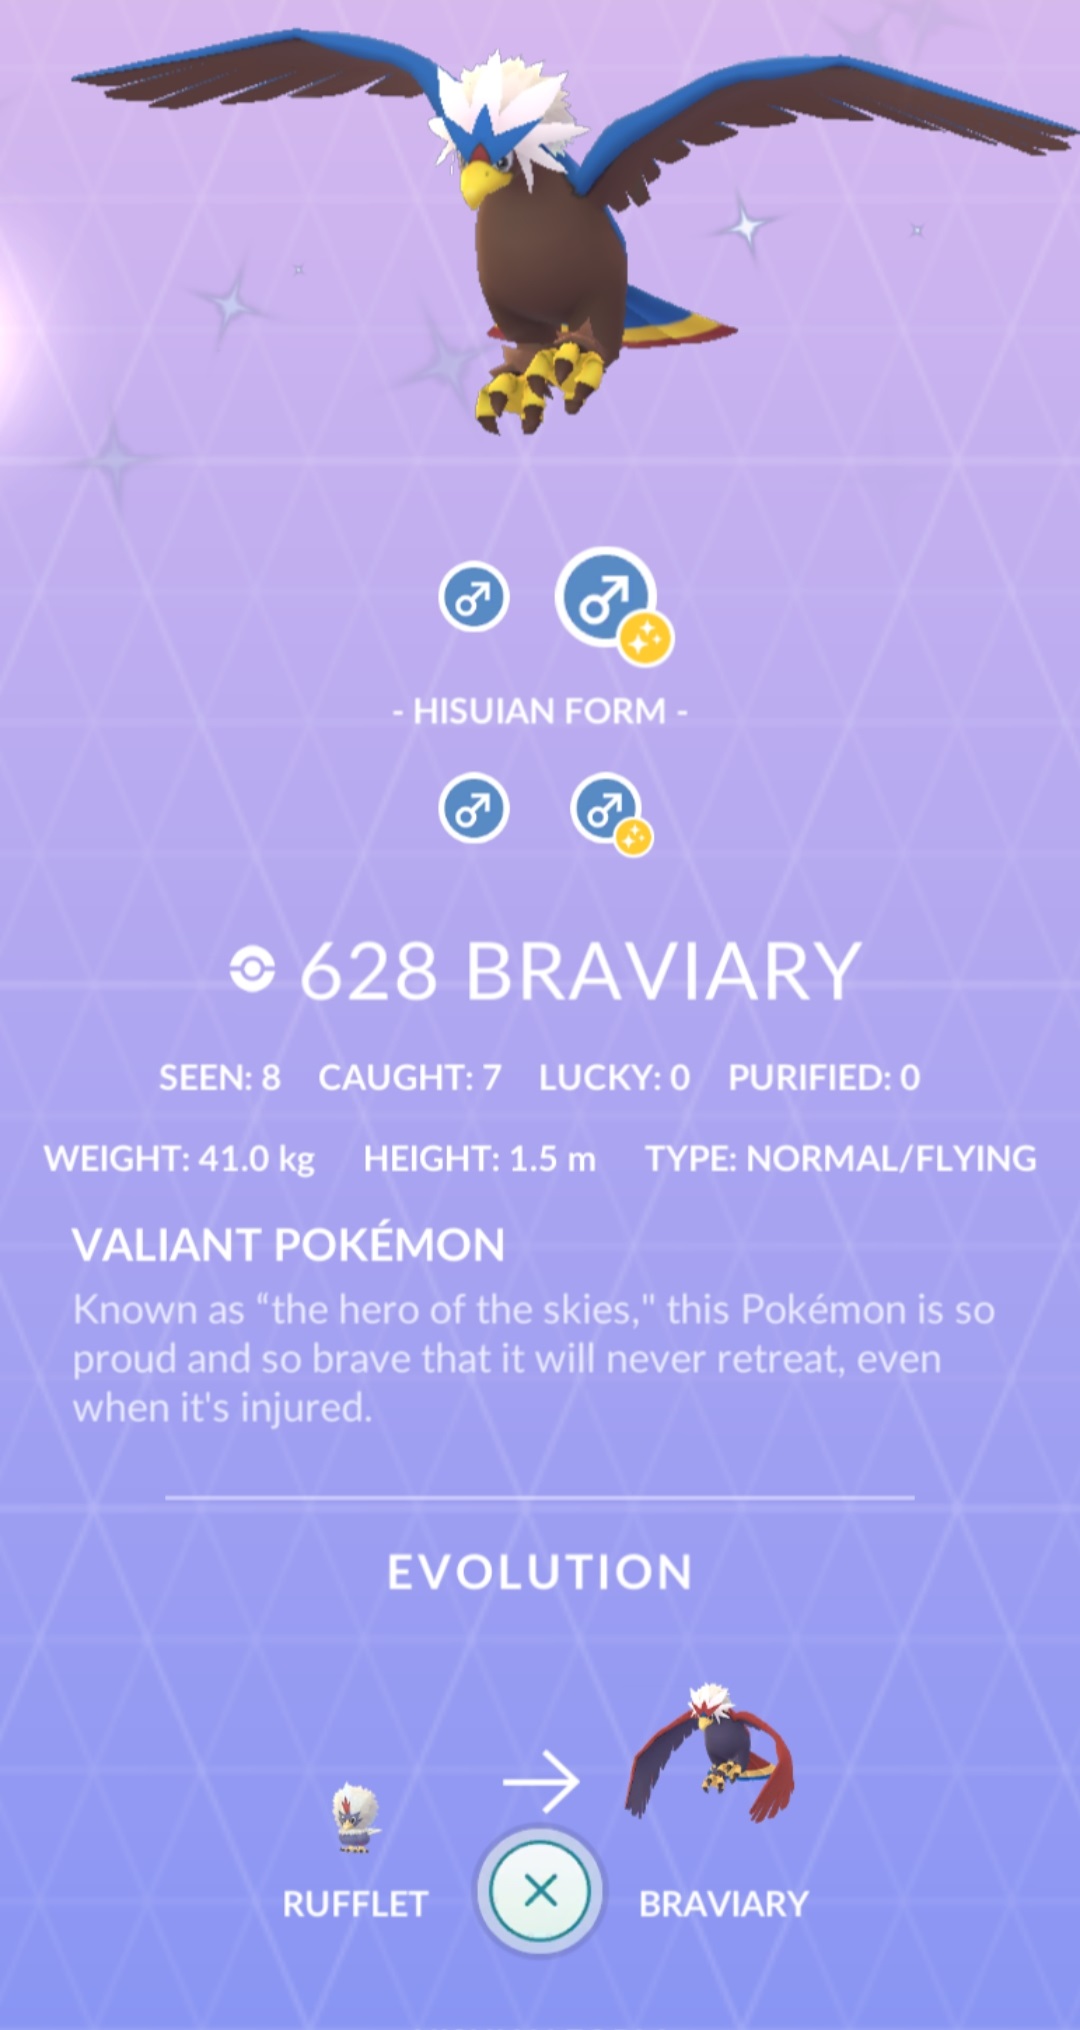 - HISUIAN FORM -
628 BRAVIARY
SEEN: 8 CAUGHT: 7 LUCKY: 0 PURIFIED: 0
WEIGHT: 41.0 kg HEIGHT: 1.5 m TYPE: NORMAL/FLYING
VALIANT POKÉMON
Known as “the hero of the skies," this Pokémon is so
proud and so brave that it will never retreat, even
when it's injured.
EVOLUTION
RUFFLET BRAVIARY